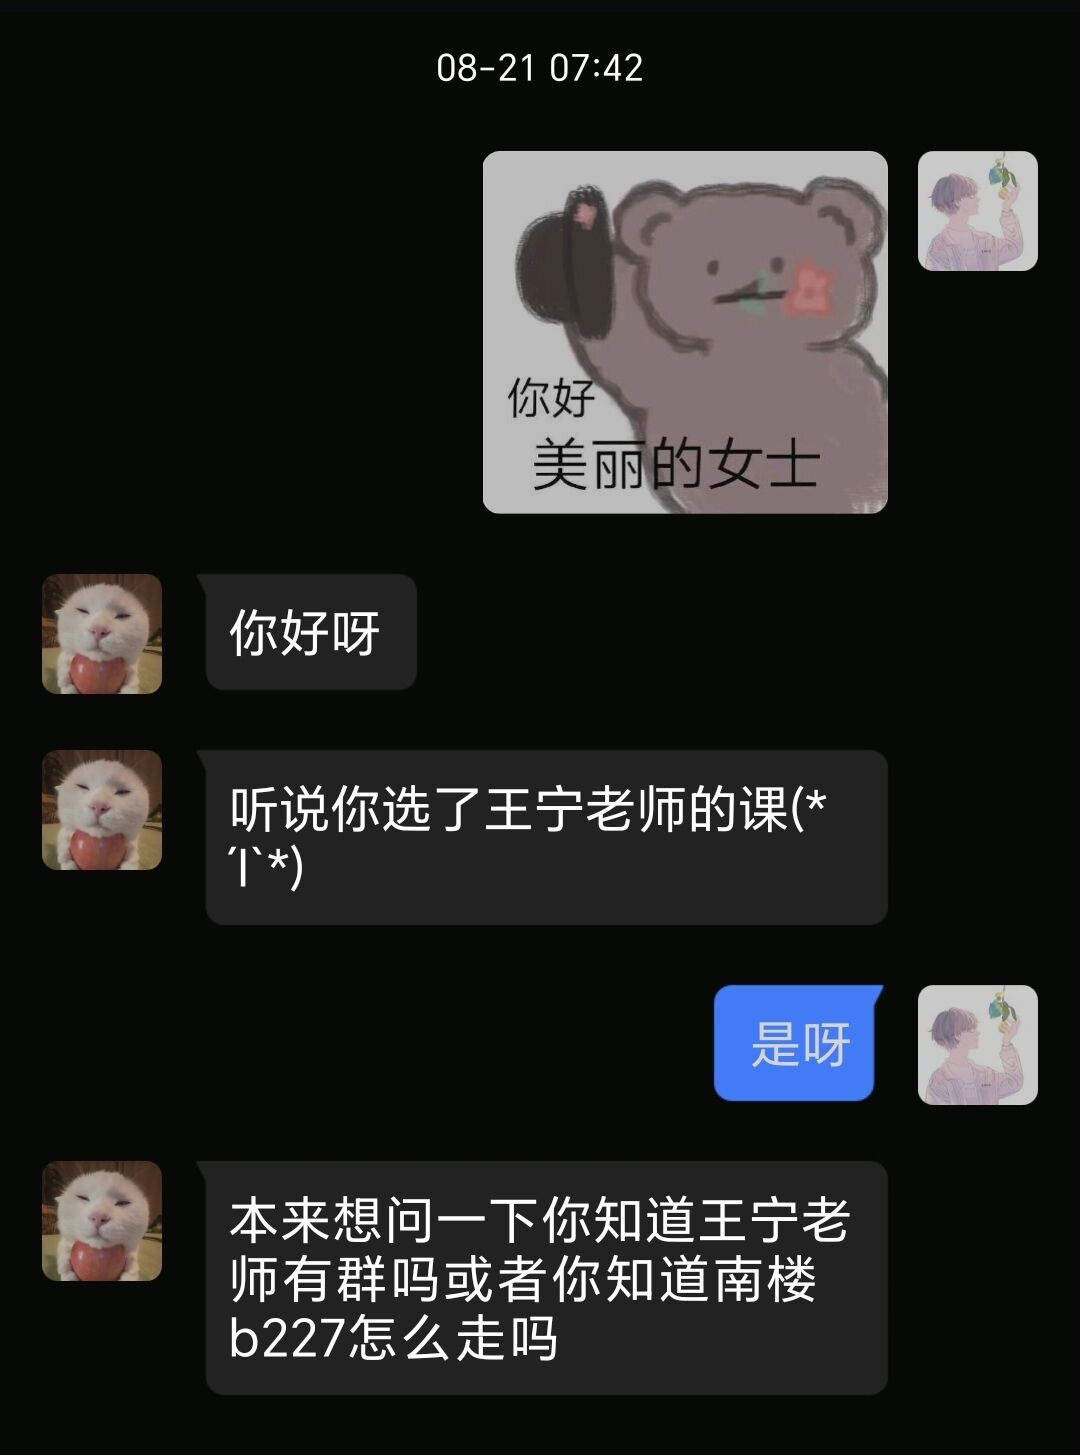 08-21 07:42
你好
美丽的女士
你好呀
听说你选了王宁老师的课(*
´I`*)
是呀
本来想问一下你知道王宁老
师有群吗或者你知道南楼
b227怎么走吗